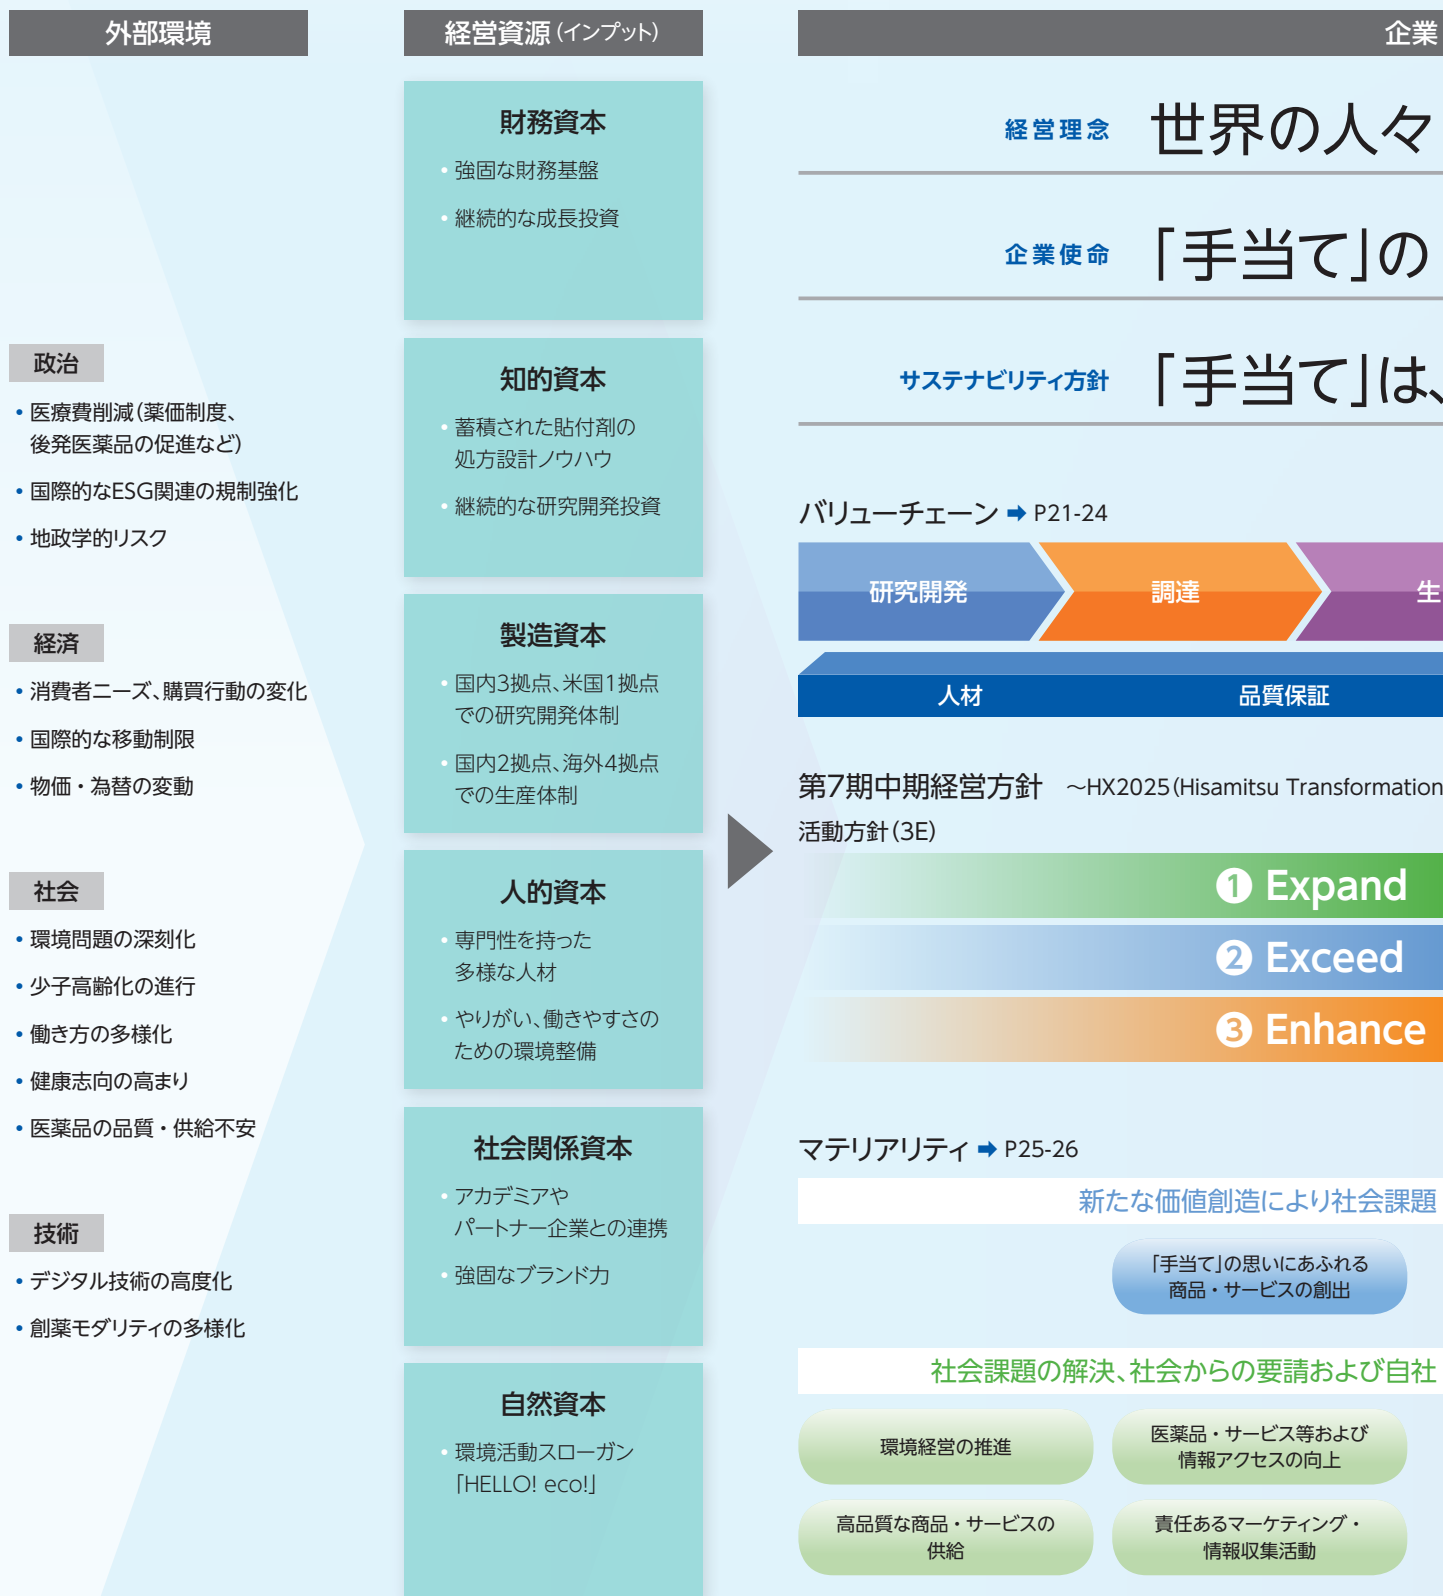 外部環境
政治
• 医療費削減(薬価制度、
後発医薬品の促進など)
• 国際的なESG関連の規制強化
• 地政学的リスク
経済
• 消費者ニーズ、購買行動の変化
• 国際的な移動制限
• 物価・為替の変動
社会
• 環境問題の深刻化
• 少子高齢化の進行
• 働き方の多様化
• 健康志向の高まり
• 医薬品の品質・供給不安
技術
• デジタル技術の高度化
• 創薬モダリティの多様化
経営資源(インプット)
財務資本
• 強固な財務基盤
• 継続的な成長投資
知的資本
• 蓄積された貼付剤の
処方設計ノウハウ
• 継続的な研究開発投資
製造資本
• 国内3拠点、米国1拠点
での研究開発体制
• 国内2拠点、海外4拠点
での生産体制
人的資本
• 専門性を持った
多様な人材
• やりがい、働きやすさの
ための環境整備
社会関係資本
• アカデミアや
パートナー企業との連携
• 強固なブランド力
自然資本
• 環境活動スローガン
「HELLO! eco!」
企業
経営理念 世界の人々
企業使命 「手当て」の
サステナビリティ方針 「手当て」は、
バリューチェーン ➡ P21-24
研究開発 調達 生
人材 品質保証
第7期中期経営方針 ～HX2025(Hisamitsu Transformation
活動方針(3E)
❶ Expand
❷ Exceed
❸ Enhance
マテリアリティ ➡ P25-26
新たな価値創造により社会課題
「手当て」の思いにあふれる
商品・サービスの創出
社会課題の解決、社会からの要請および自社
環境経営の推進
医薬品・サービス等および
情報アクセスの向上
高品質な商品・サービスの
供給
責任あるマーケティング・
情報収集活動